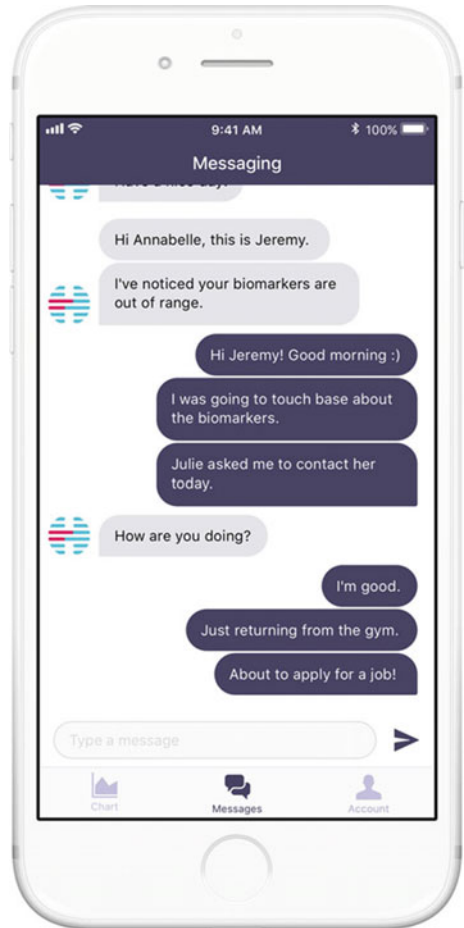 9:41 AM
100%
Messaging
Have a nice day!
Hi Annabelle, this is Jeremy.
I've noticed your biomarkers are
out of range.
Hi Jeremy! Good morning :)
I was going to touch base about
the biomarkers.
Julie asked me to contact her
today.
How are you doing?
I'm good.
Just returning from the gym.
About to apply for a job!
Type a message
Chart
Messages
Account